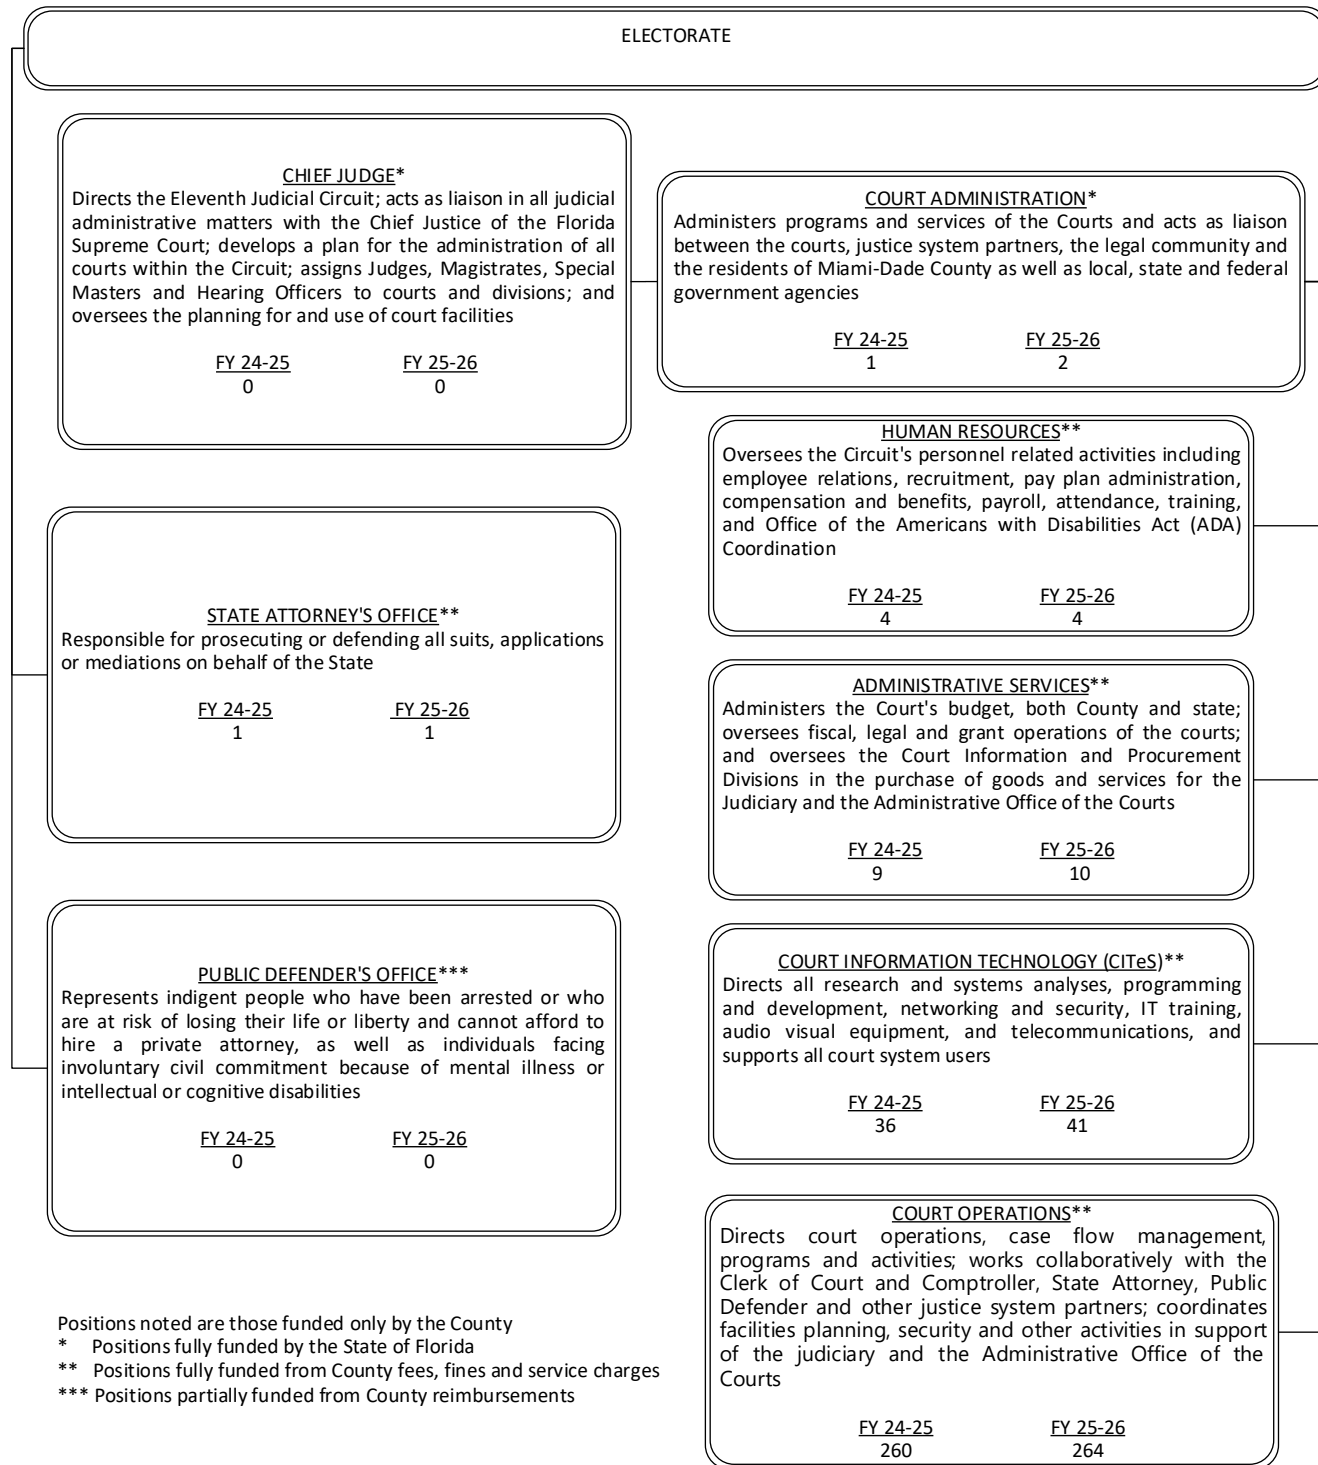 ELECTORATE
CHIEF JUDGE*
Directs the Eleventh Judicial Circuit; acts as liaison in all judicial
administrative matters with the Chief Justice of the Florida
Supreme Court; develops a plan for the administration of all
courts within the Circuit; assigns Judges, Magistrates, Special
Masters and Hearing Officers to courts and divisions; and
oversees the planning for and use of court facilities
FY 24-25 FY 25-26
0 0
COURT ADMINISTRATION*
Administers programs and services of the Courts and acts as liaison
between the courts, justice system partners, the legal community and
the residents of Miami-Dade County as well as local, state and federal
government agencies
FY 24-25 FY 25-26
1 2
HUMAN RESOURCES**
Oversees the Circuit's personnel related activities including
employee relations, recruitment, pay plan administration,
compensation and benefits, payroll, attendance, training,
and Office of the Americans with Disabilities Act (ADA)
Coordination
FY 24-25 FY 25-26
4 4
STATE ATTORNEY'S OFFICE**
Responsible for prosecuting or defending all suits, applications
or mediations on behalf of the State
FY 24-25 FY 25-26
1 1
ADMINISTRATIVE SERVICES**
Administers the Court's budget, both County and state;
oversees fiscal, legal and grant operations of the courts;
and oversees the Court Information and Procurement
Divisions in the purchase of goods and services for the
Judiciary and the Administrative Office of the Courts
FY 24-25 FY 25-26
9 10
PUBLIC DEFENDER'S OFFICE***
Represents indigent people who have been arrested or who
are at risk of losing their life or liberty and cannot afford to
hire a private attorney, as well as individuals facing
involuntary civil commitment because of mental illness or
intellectual or cognitive disabilities
FY 24-25 FY 25-26
0 0
COURT INFORMATION TECHNOLOGY (CITeS)**
Directs all research and systems analyses, programming
and development, networking and security, IT training,
audio visual equipment, and telecommunications, and
supports all court system users
FY 24-25 FY 25-26
36 41
COURT OPERATIONS**
Directs court operations, case flow management,
programs and activities; works collaboratively with the
Clerk of Court and Comptroller, State Attorney, Public
Defender and other justice system partners; coordinates
facilities planning, security and other activities in support
of the judiciary and the Administrative Office of the
Courts
FY 24-25 FY 25-26
260 264
Positions noted are those funded only by the County
* Positions fully funded by the State of Florida
** Positions fully funded from County fees, fines and service charges
*** Positions partially funded from County reimbursements